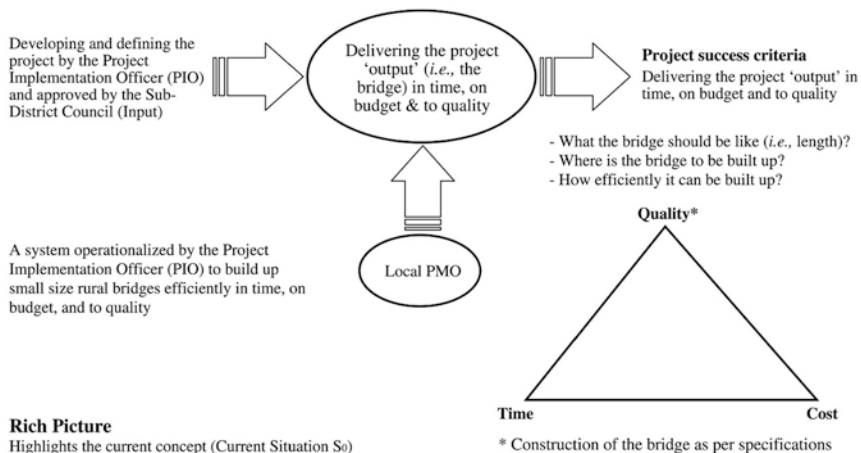 Developing and defining the
project by the Project
Implementation Officer (PIO)
and approved by the Sub-
District Council (Input)
Delivering the project
‘output’ (i.e., the
bridge) in time, on
budget & to quality
Project success criteria
Delivering the project ‘output’ in
time, on budget and to quality
- What the bridge should be like (i.e., length)?
- Where is the bridge to be built up?
- How efficiently it can be built up?
A system operationalized by the Project
Implementation Officer (PIO) to build up
small size rural bridges efficiently in time, on
budget, and to quality
Local PMO
Quality*
Time
Cost
Rich Picture
Highlights the current concept (Current Situation S0)
* Construction of the bridge as per specifications